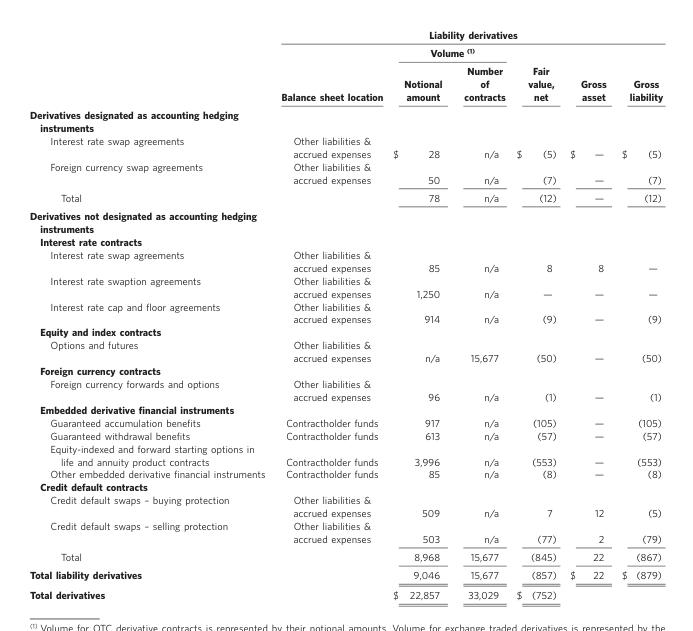 Liability derivatives
Volume (1)
Balance sheet location Notional amount Number of contracts Fair value, net Gross asset Gross liability
Derivatives designated as accounting hedging
instruments
Interest rate swap agreements Other liabilities &
accrued expenses $ 28 n/a $ (5) $ — $ (5)
Foreign currency swap agreements Other liabilities &
accrued expenses 50 n/a (7) — (7)
Total 78 n/a (12) — (12)
Derivatives not designated as accounting hedging
instruments
Interest rate contracts
Interest rate swap agreements Other liabilities &
accrued expenses 85 n/a 8 8 —
Interest rate swaption agreements Other liabilities &
accrued expenses 1,250 n/a — — —
Interest rate cap and floor agreements Other liabilities &
accrued expenses 914 n/a (9) — (9)
Equity and index contracts
Options and futures Other liabilities &
accrued expenses n/a 15,677 (50) — (50)
Foreign currency contracts
Foreign currency forwards and options Other liabilities &
accrued expenses 96 n/a (1) — (1)
Embedded derivative financial instruments
Guaranteed accumulation benefits Contractholder funds 917 n/a (105) — (105)
Guaranteed withdrawal benefits Contractholder funds 613 n/a (57) — (57)
Equity-indexed and forward starting options in
life and annuity product contracts Contractholder funds 3,996 n/a (553) — (553)
Other embedded derivative financial instruments Contractholder funds 85 n/a (8) — (8)
Credit default contracts
Credit default swaps – buying protection Other liabilities &
accrued expenses 509 n/a 7 12 (5)
Credit default swaps – selling protection Other liabilities &
accrued expenses 503 n/a (77) 2 (79)
Total 8,968 15,677 (845) 22 (867)
Total liability derivatives 9,046 15,677 (857) $ 22 $ (879)
Total derivatives $ 22,857 33,029 $ (752)
(1) Volume for OTC derivative contracts is represented by their notional amounts. Volume for exchange traded derivatives is represented by the